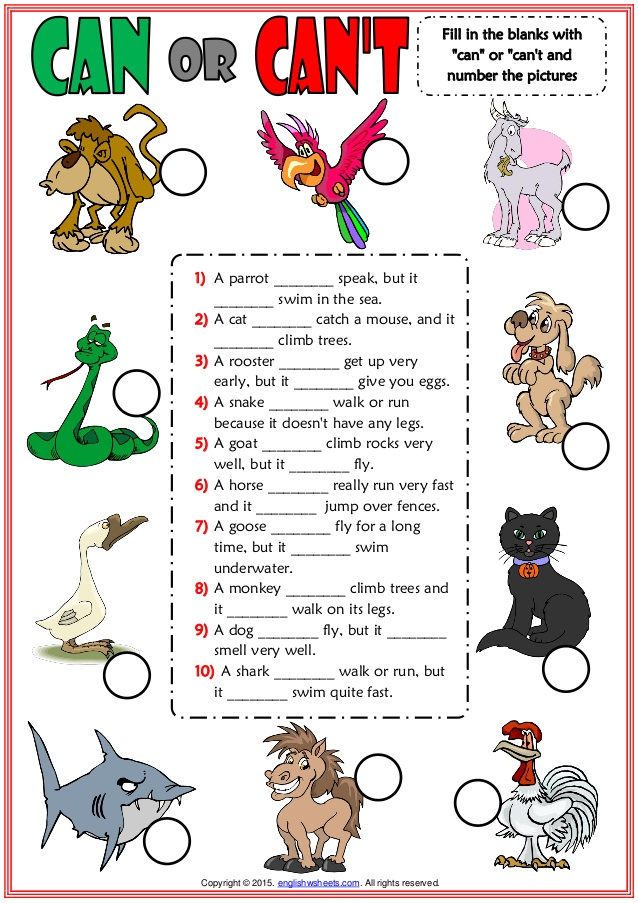 CAN OR CAN'T
Fill in the blanks with
"can" or "can't and
number the pictures
1) A parrot ________ speak, but it
________ swim in the sea.
2) A cat ________ catch a mouse, and it
________ climb trees.
3) A rooster ________ get up very
early, but it ________ give you eggs.
4) A snake ________ walk or run
because it doesn't have any legs.
5) A goat ________ climb rocks very
well, but it ________ fly.
6) A horse ________ really run very fast
and it ________ jump over fences.
7) A goose ________ fly for a long
time, but it ________ swim
underwater.
8) A monkey ________ climb trees and
it ________ walk on its legs.
9) A dog ________ fly, but it ________
smell very well.
10) A shark ________ walk or run, but
it ________ swim quite fast.
Copyright © 2015. englishwsheets.com. All rights reserved.